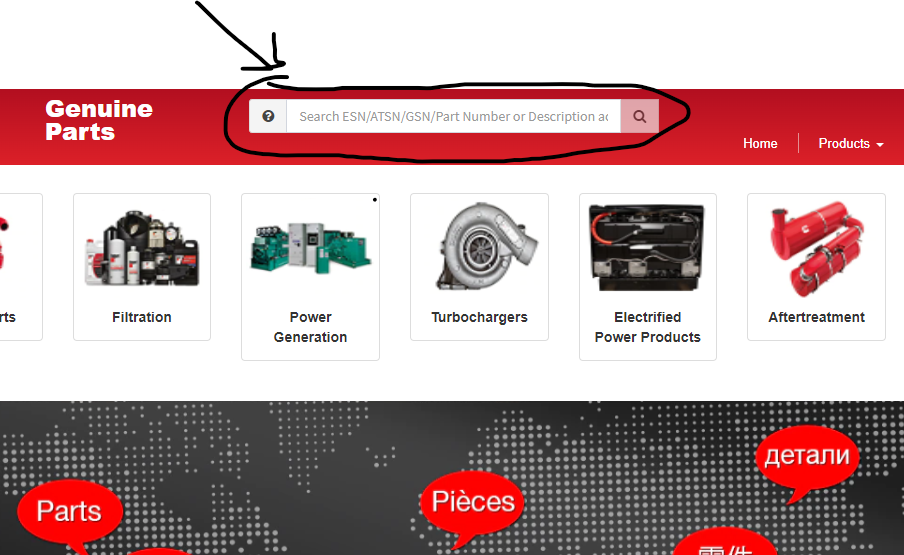 Genuine
Parts
Search ESN/ATSN/GSN/Part Number or Description ac
Home
Products
rts
Filtration
Power
Generation
Turbochargers
Electrified
Power Products
Aftertreatment
детали
Parts
Pièces
零件